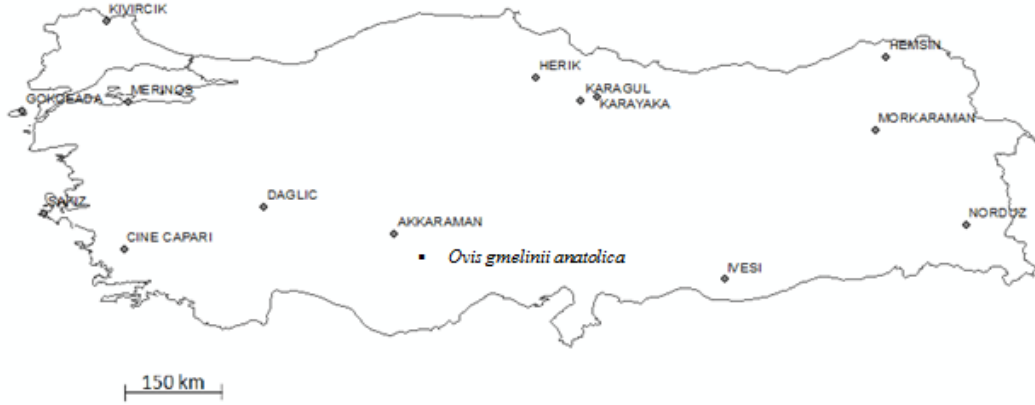 KIVIRCIK
HEMSIN
HERIK
KARAGUL
KARAYAKA
GOKCEADA
MERINOS
MORKARAMAN
DAGLIC
SAKIZ
AKKARAMAN
NORDUZ
CINE CAPARI
Ovis gmelinii anatolica
IVESI
150 km